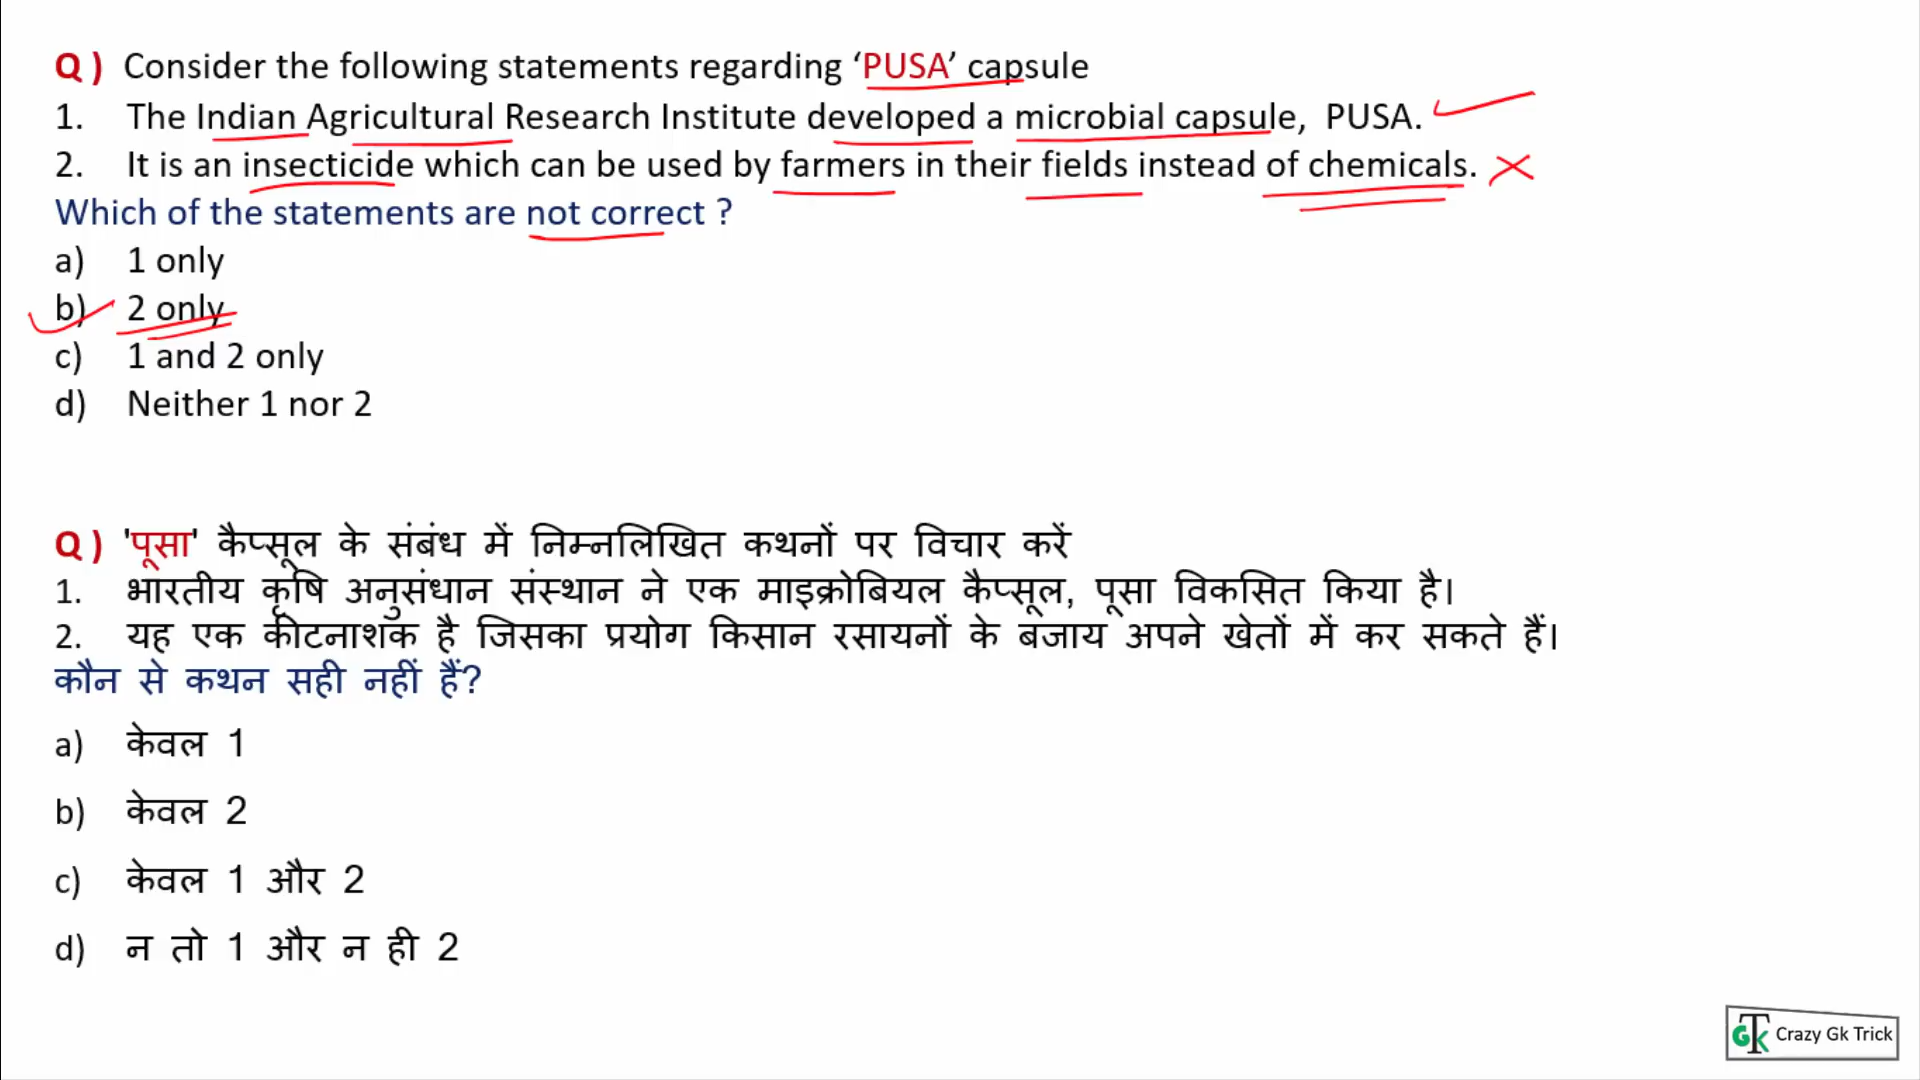 Q ) Consider the following statements regarding ‘PUSA’ capsule
1. The Indian Agricultural Research Institute developed a microbial capsule, PUSA.
2. It is an insecticide which can be used by farmers in their fields instead of chemicals.
Which of the statements are not correct ?
a) 1 only
b) 2 only
c) 1 and 2 only
d) Neither 1 nor 2
Q ) 'पूसा' कैप्सूल के संबंध में निम्नलिखित कथनों पर विचार करें
1. भारतीय कृषि अनुसंधान संस्थान ने एक माइक्रोबियल कैप्सूल, पूसा विकसित किया है।
2. यह एक कीटनाशक है जिसका प्रयोग किसान रसायनों के बजाय अपने खेतों में कर सकते हैं।
कौन से कथन सही नहीं हैं?
a) केवल 1
b) केवल 2
c) केवल 1 और 2
d) न तो 1 और न ही 2
GTK Crazy Gk Trick